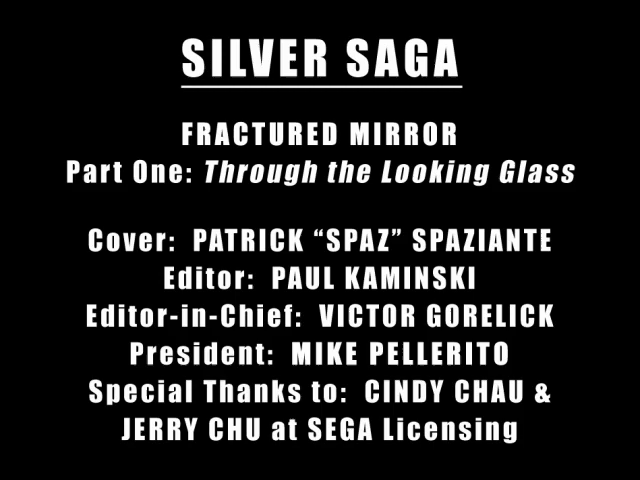 SILVER SAGA
FRACTURED MIRROR
Part One: Through the Looking Glass
Cover: PATRICK “SPAZ” SPAZIANTE
Editor: PAUL KAMINSKI
Editor-in-Chief: VICTOR GORELICK
President: MIKE PELLERITO
Special Thanks to: CINDY CHAU &
JERRY CHU at SEGA Licensing